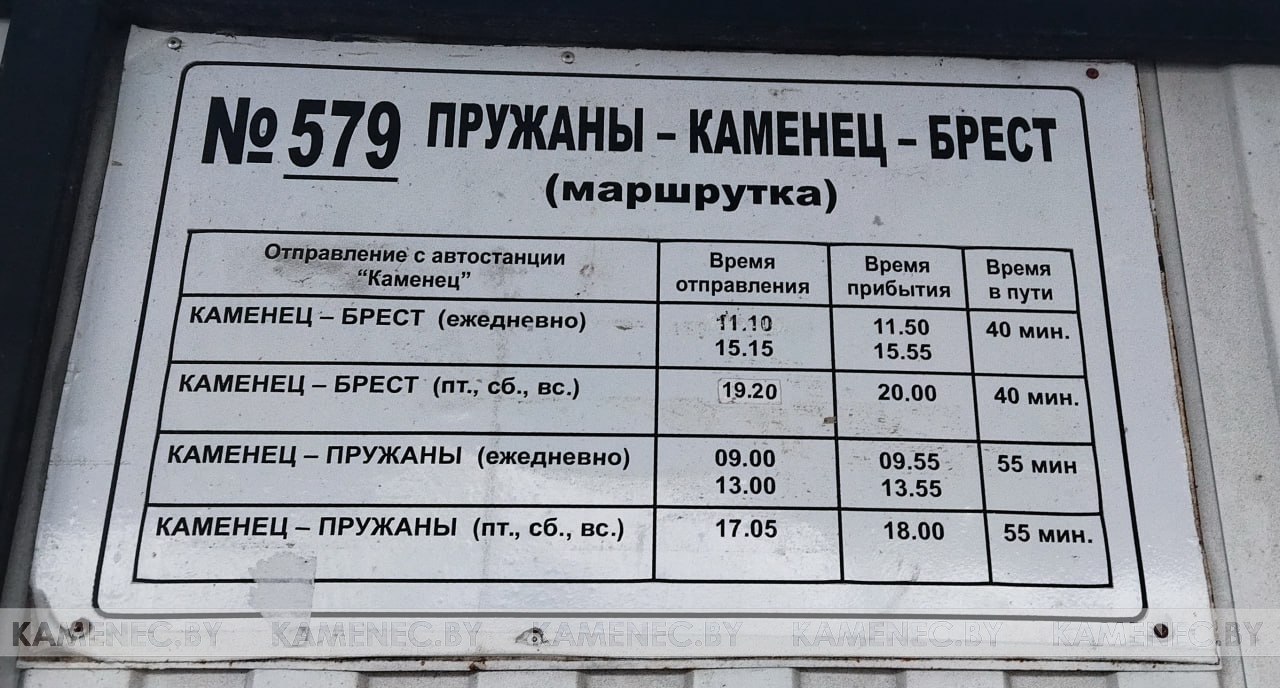 № 579 ПРУЖАНЫ – КАМЕНЕЦ – БРЕСТ
(маршрутка)
Отправление с автостанции
“Каменец”
Время
отправления
Время
прибытия
Время
в пути
КАМЕНЕЦ – БРЕСТ (ежедневно)
11.10
15.15
11.50
15.55
40 мин.
КАМЕНЕЦ – БРЕСТ (пт., сб., вс.)
19.20
20.00
40 мин.
КАМЕНЕЦ – ПРУЖАНЫ (ежедневно)
09.00
13.00
09.55
13.55
55 мин
КАМЕНЕЦ – ПРУЖАНЫ (пт., сб., вс.)
17.05
18.00
55 мин.
KAMENEC.BY KAMENEC.BY KAMENEC.BY KAMENEC.BY KAMENEC.BY